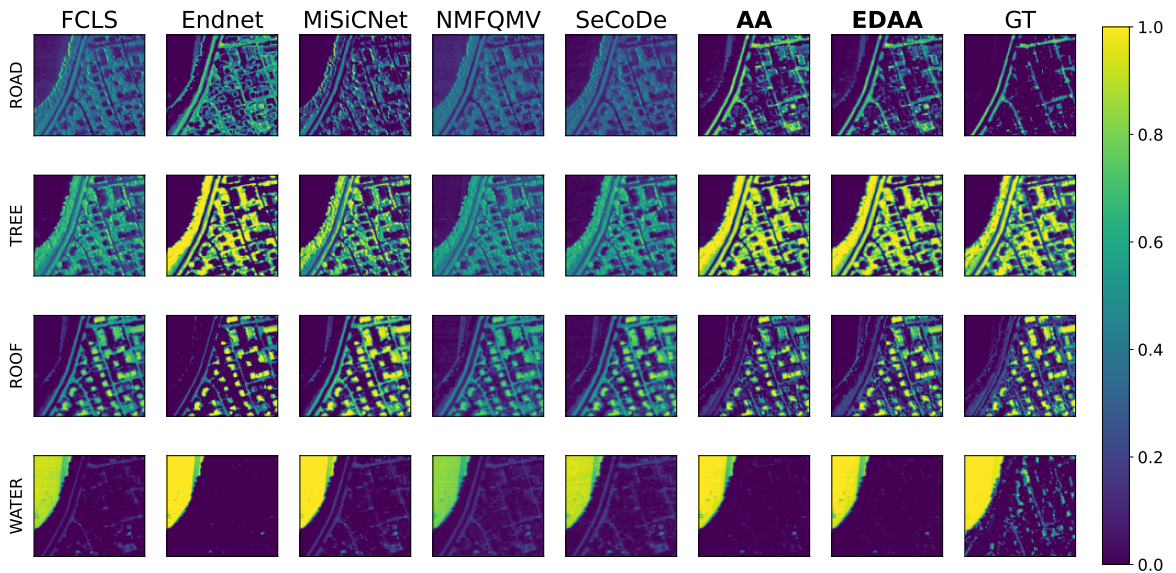 FCLS Endnet MiSiCNet NMFQMV SeCoDe AA EDAA GT
ROAD
TREE
ROOF
WATER
1.0
0.8
0.6
0.4
0.2
0.0